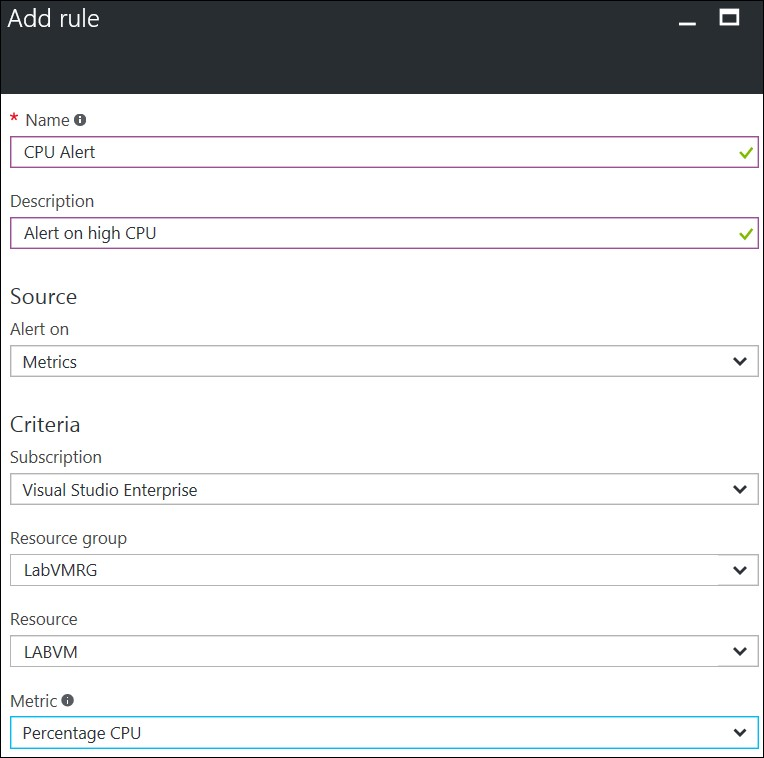 Add rule
* Name
CPU Alert
Description
Alert on high CPU
Source
Alert on
Metrics
Criteria
Subscription
Visual Studio Enterprise
Resource group
LabVMRG
Resource
LABVM
Metric
Percentage CPU